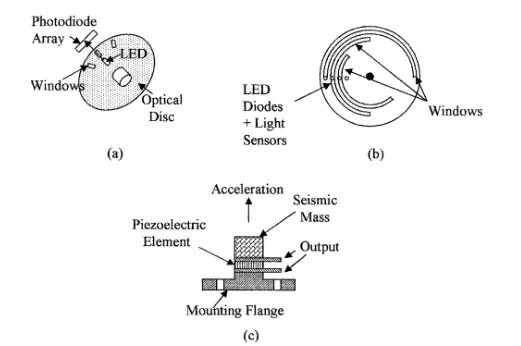 Photodiode
Array
LED
Windows
Optical
Disc
(a)
LED
Diodes
+ Light
Sensors
Windows
(b)
Acceleration
Seismic
Mass
Piezoelectric
Element
Output
Mounting Flange
(c)